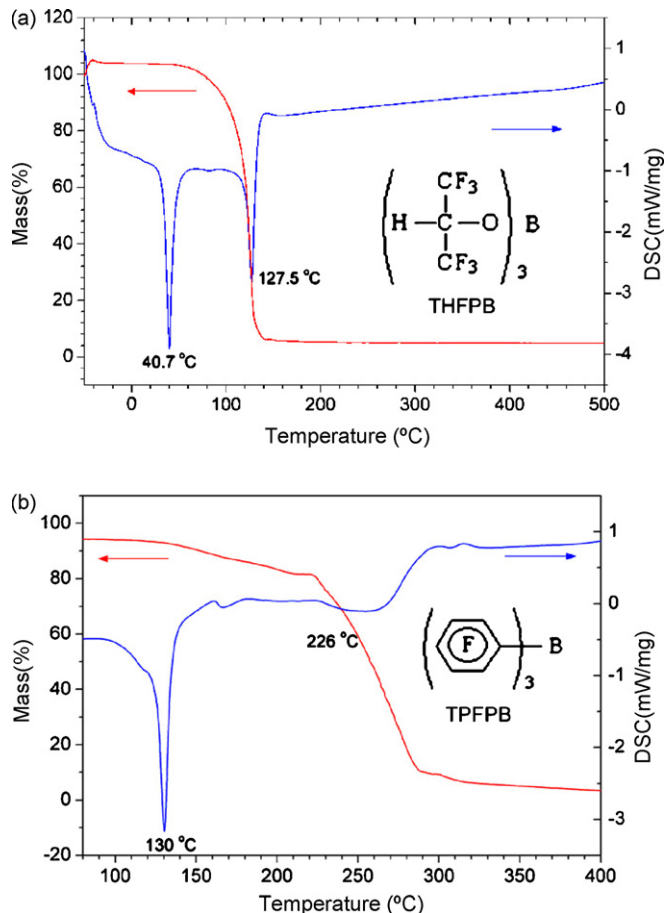 (a)
120
100
80
60
40
20
0
Mass(%)
1
0
-1
-2
-3
-4
DSC(mW/mg)
CF3
H C O B
CF3
3
THFPB
127.5 °C
40.7 °C
0 100 200 300 400 500
Temperature (ºC)
(b)
100
80
60
40
20
0
-20
Mass(%)
1
0
-1
-2
-3
DSC(mW/mg)
226 °C
F B
3
TPFPB
130 °C
100 150 200 250 300 350 400
Temperature (ºC)